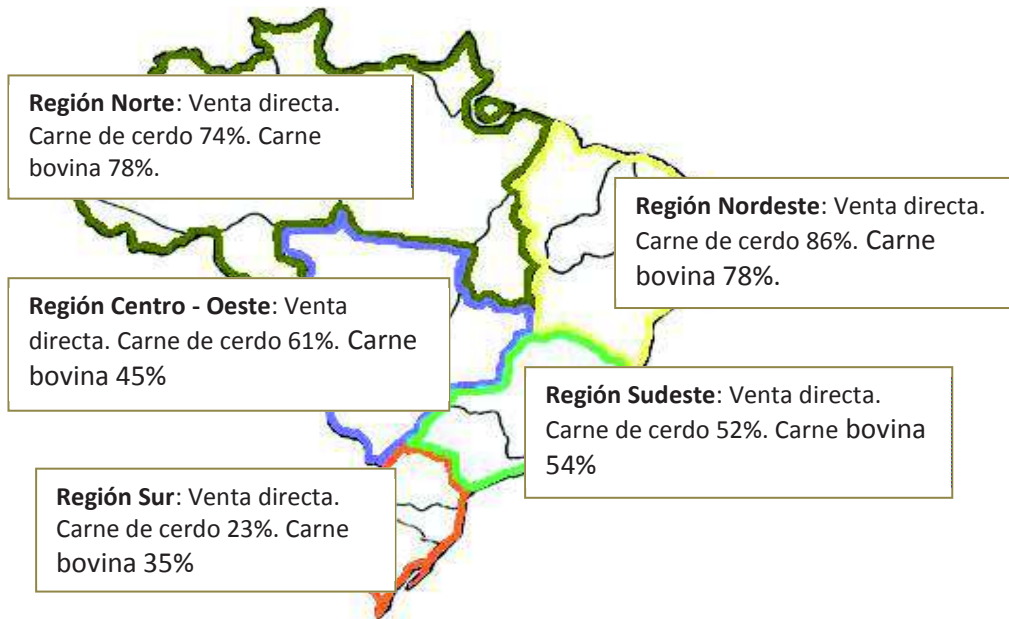 Región Norte: Venta directa.
Carne de cerdo 74%. Carne
bovina 78%.
Región Nordeste: Venta directa.
Carne de cerdo 86%. Carne
bovina 78%.
Región Centro - Oeste: Venta
directa. Carne de cerdo 61%. Carne
bovina 45%
Región Sudeste: Venta directa.
Carne de cerdo 52%. Carne bovina
54%
Región Sur: Venta directa.
Carne de cerdo 23%. Carne
bovina 35%